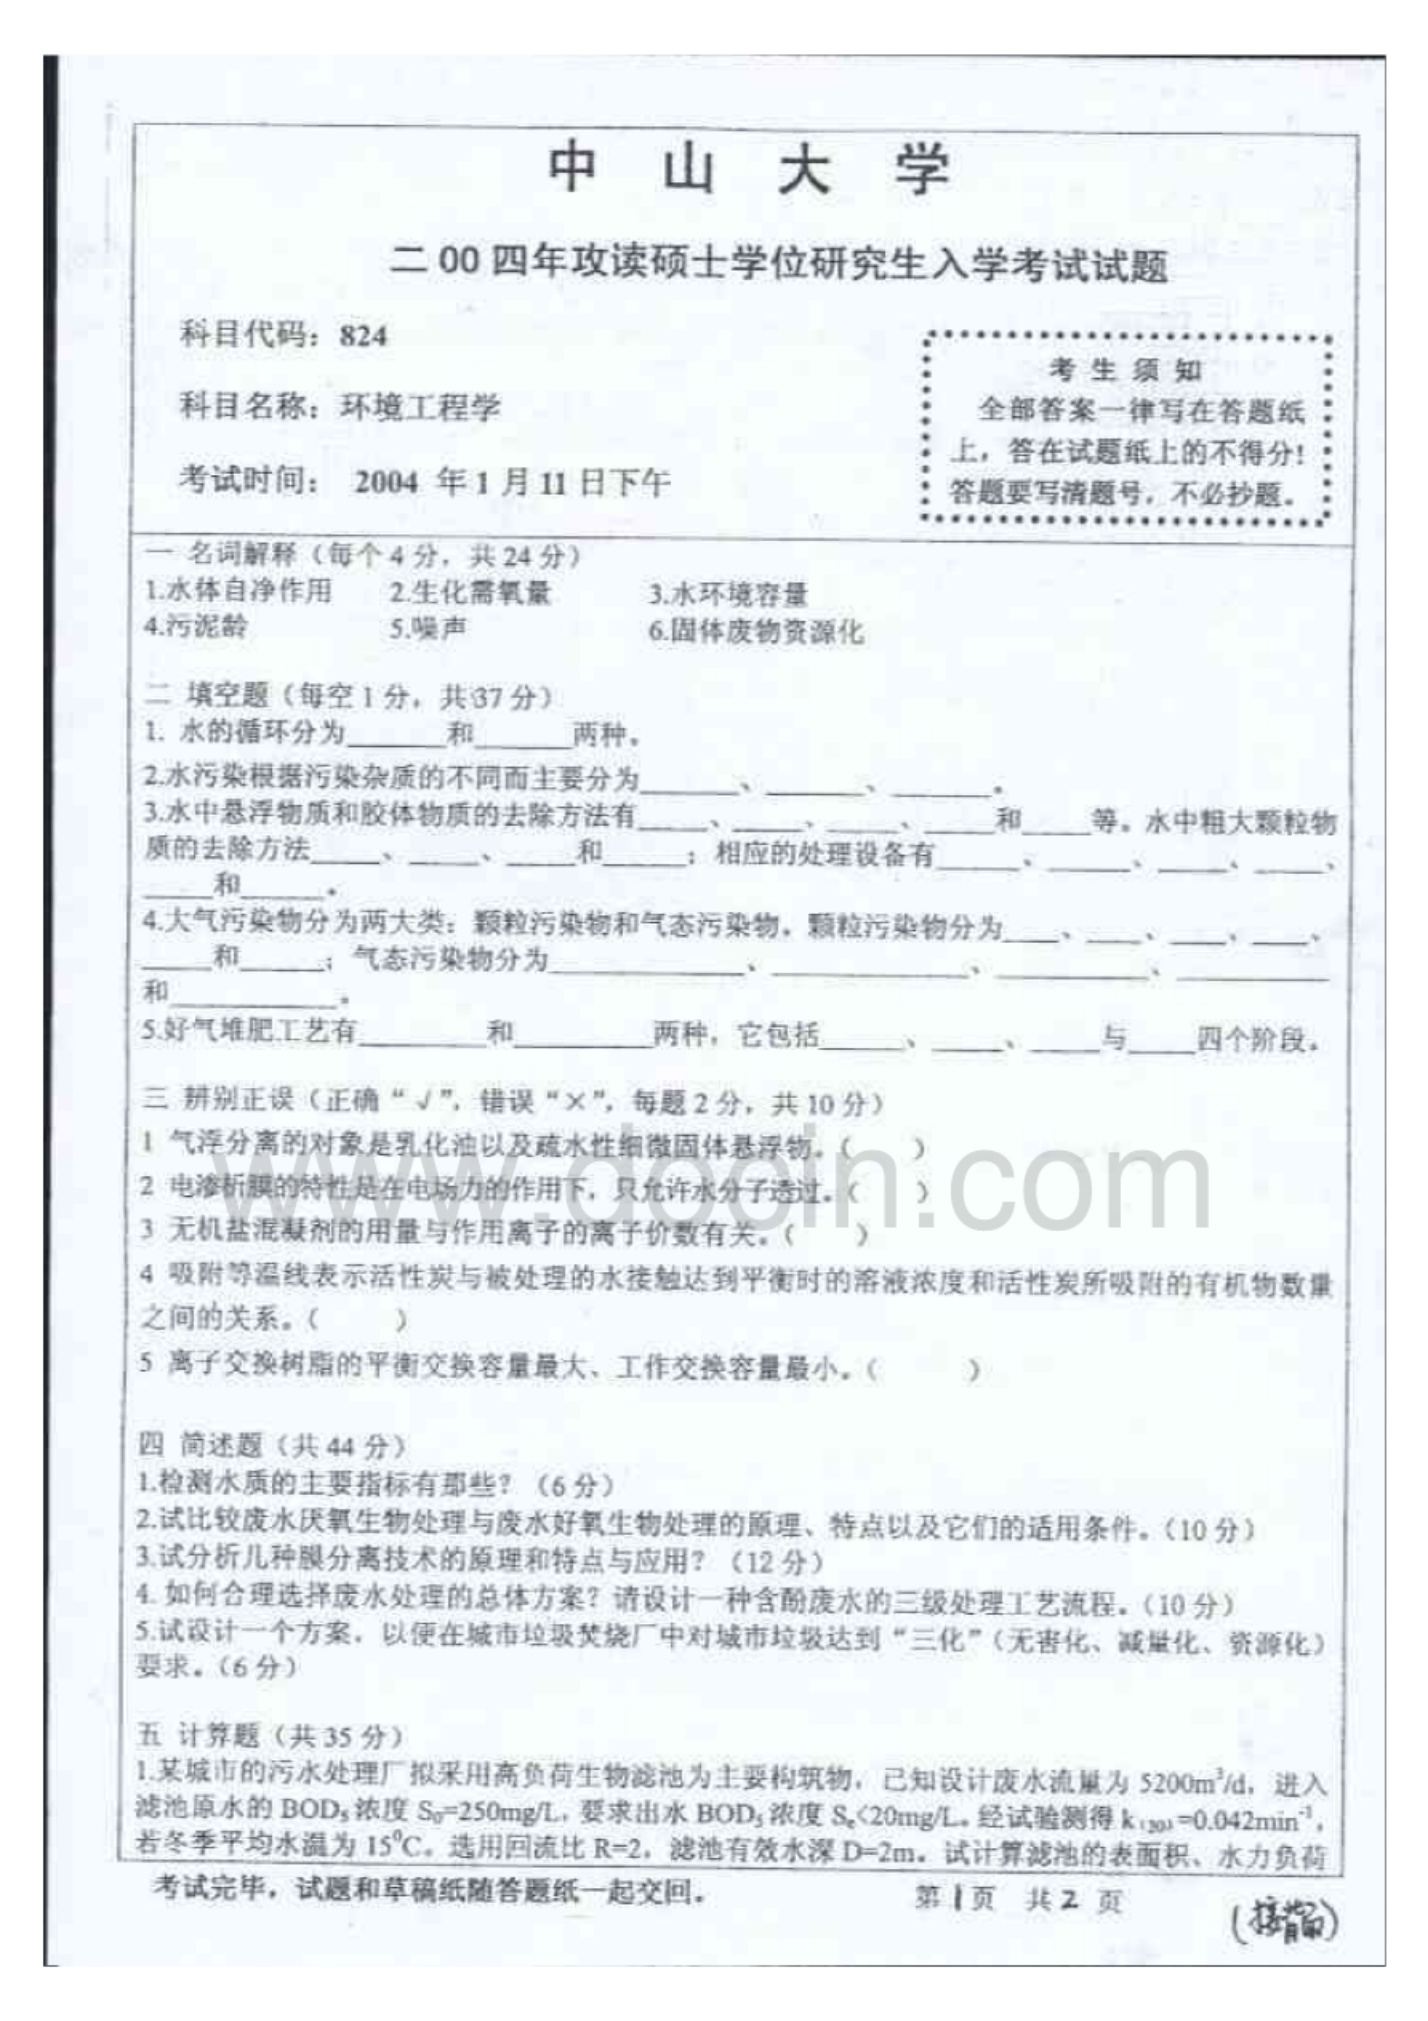 中 山 大 学
二00四年攻读硕士学位研究生入学考试试题
科目代码：824
科目名称：环境工程学
考试时间： 2004 年1月11日下午
考 生 须 知
全部答案一律写在答题纸
上，答在试题纸上的不得分！
答题要写清题号，不必抄题。
一 名词解释（每个4分，共24分）
1.水体自净作用 2.生化需氧量 3.水环境容量
4.污泥龄 5.噪声 6.固体废物资源化
二 填空题（每空1分，共37分）
1. 水的循环分为______和______两种。
2.水污染根据污染杂质的不同而主要分为______、______、______。
3.水中悬浮物质和胶体物质的去除方法有____、____、____、____和____等。水中粗大颗粒物
质的去除方法____、____、____和____；相应的处理设备有____、____、____、____、
____和____。
4.大气污染物分为两大类：颗粒污染物和气态污染物，颗粒污染物分为____、____、____、____、
____和____；气态污染物分为________、________、________、________
和________。
5.好气堆肥工艺有______和______两种，它包括____、____、____与____四个阶段。
三 辨别正误（正确“√”，错误“×”，每题2分，共10分）
1 气浮分离的对象是乳化油以及疏水性细微固体悬浮物。（ ）
2 电渗析膜的特性是在电场力的作用下，只允许水分子透过。（ ）
3 无机盐混凝剂的用量与作用离子的离子价数有关。（ ）
4 吸附等温线表示活性炭与被处理的水接触达到平衡时的溶液浓度和活性炭所吸附的有机物数量
之间的关系。（ ）
5 离子交换树脂的平衡交换容量最大、工作交换容量最小。（ ）
www.docin.com
四 简述题（共44分）
1.检测水质的主要指标有那些？（6分）
2.试比较废水厌氧生物处理与废水好氧生物处理的原理、特点以及它们的适用条件。（10分）
3.试分析几种膜分离技术的原理和特点与应用？（12分）
4. 如何合理选择废水处理的总体方案？请设计一种含酚废水的三级处理工艺流程。（10分）
5.试设计一个方案，以便在城市垃圾焚烧厂中对城市垃圾达到“三化”（无害化、减量化、资源化）
要求。（6分）
五 计算题（共35分）
1.某城市的污水处理厂拟采用高负荷生物滤池为主要构筑物，已知设计废水流量为5200m³/d，进入
滤池原水的BOD₅浓度S₀=250mg/L，要求出水BOD₅浓度Sₑ<20mg/L。经试验测得k₍₂₀₎=0.042min⁻¹，
若冬季平均水温为15⁰C。选用回流比R=2，滤池有效水深D=2m。试计算滤池的表面积、水力负荷
考试完毕，试题和草稿纸随答题纸一起交回。 第1页 共2页
（接背面）